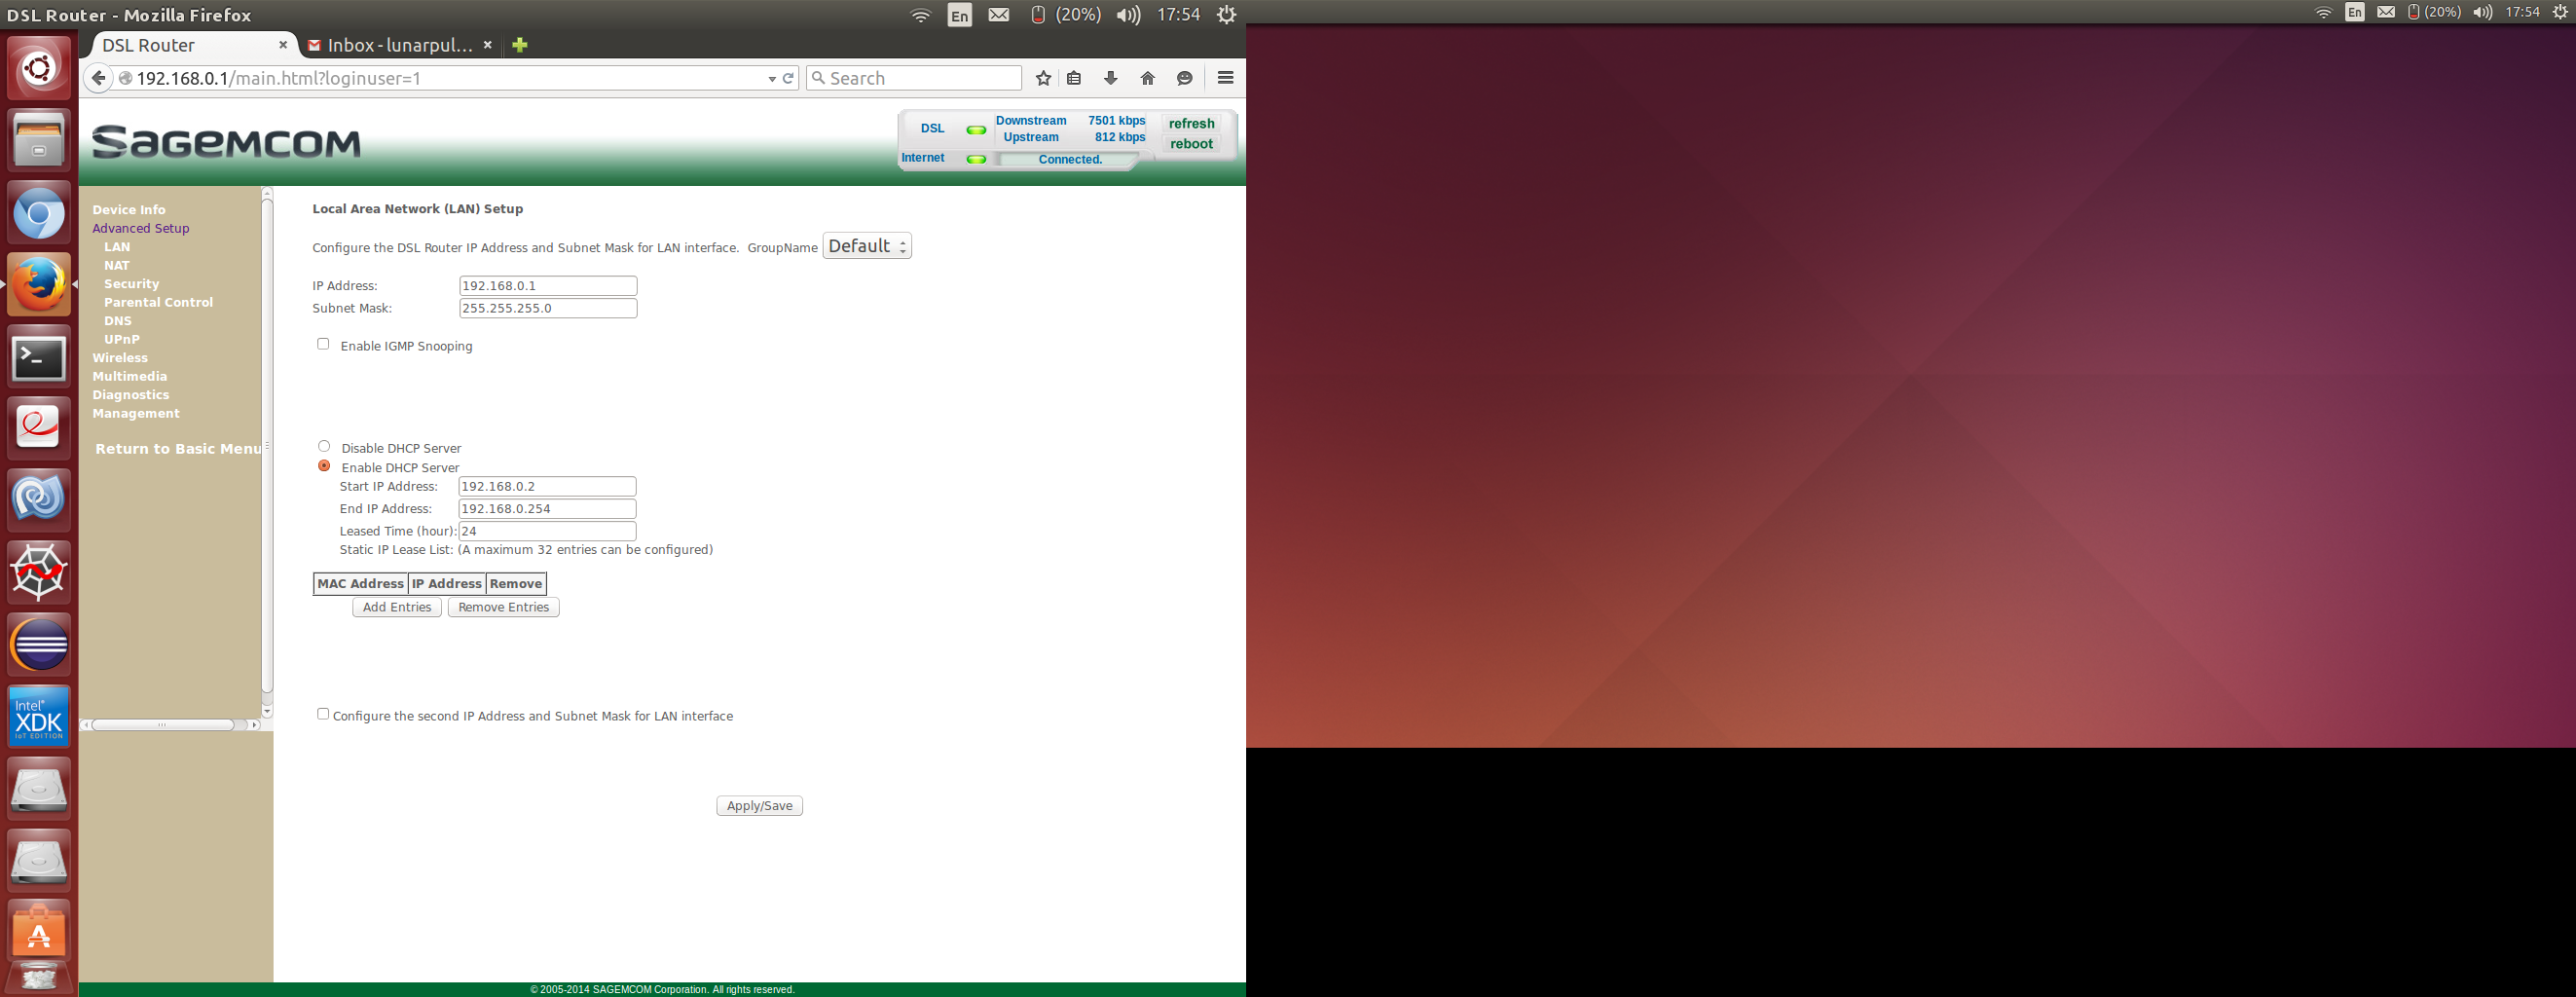 DSL Router - Mozilla Firefox
En
(20%)
17:54
En
(20%)
17:54
DSL Router
Inbox - lunarpul...
192.168.0.1/main.html?loginuser=1
Search
SAGEMCOM
DSL
Downstream 7501 kbps
Upstream 812 kbps
refresh
reboot
Internet
Connected.
Device Info
Advanced Setup
LAN
NAT
Security
Parental Control
DNS
UPnP
Wireless
Multimedia
Diagnostics
Management
Return to Basic Menu
Local Area Network (LAN) Setup
Configure the DSL Router IP Address and Subnet Mask for LAN interface. GroupName Default
IP Address: 192.168.0.1
Subnet Mask: 255.255.255.0
Enable IGMP Snooping
Disable DHCP Server
Enable DHCP Server
Start IP Address: 192.168.0.2
End IP Address: 192.168.0.254
Leased Time (hour): 24
Static IP Lease List: (A maximum 32 entries can be configured)
MAC Address IP Address Remove
Add Entries Remove Entries
Configure the second IP Address and Subnet Mask for LAN interface
Apply/Save
Intel®
XDK
IoT EDITION
© 2005-2014 SAGEMCOM Corporation. All rights reserved.